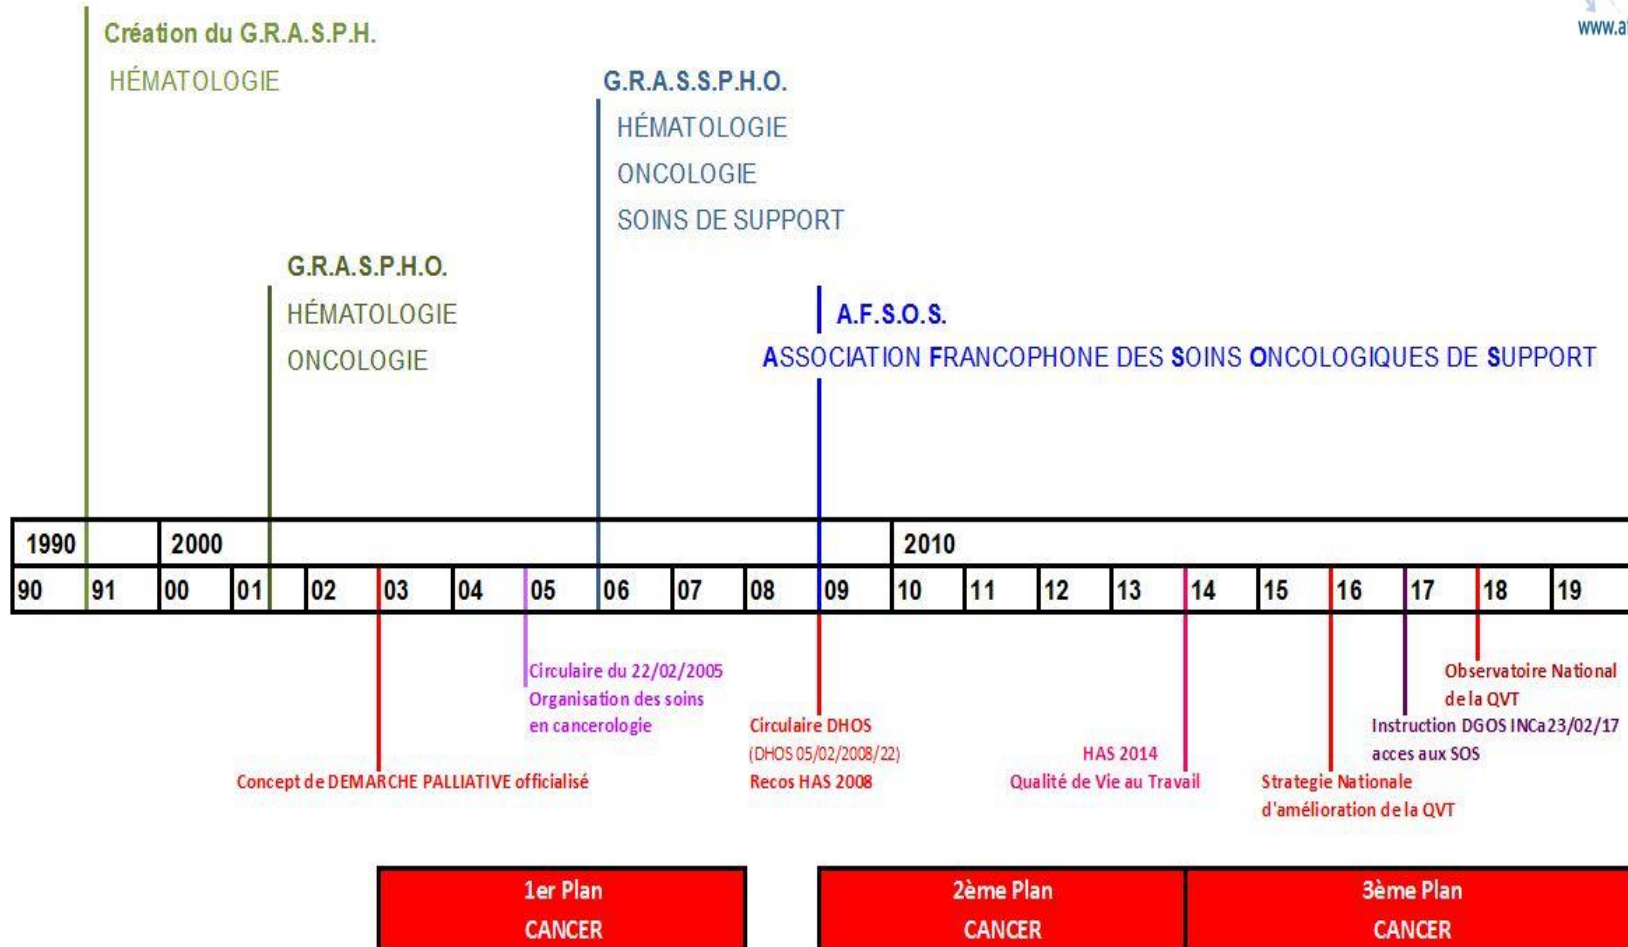 www.a
Création du G.R.A.S.P.H.
HÉMATOLOGIE
G.R.A.S.S.P.H.O.
HÉMATOLOGIE
ONCOLOGIE
SOINS DE SUPPORT
G.R.A.S.P.H.O.
HÉMATOLOGIE
ONCOLOGIE
A.F.S.O.S.
ASSOCIATION FRANCOPHONE DES SOINS ONCOLOGIQUES DE SUPPORT
1990 2000 2010
90 91 00 01 02 03 04 05 06 07 08 09 10 11 12 13 14 15 16 17 18 19
Circulaire du 22/02/2005
Organisation des soins
en cancerologie
Concept de DEMARCHE PALLIATIVE officialisé
Circulaire DHOS
(DHOS 05/02/2008/22)
Recos HAS 2008
HAS 2014
Qualité de Vie au Travail
Strategie Nationale
d'amélioration de la QVT
Observatoire National
de la QVT
Instruction DGOS INCa23/02/17
acces aux SOS
1er Plan
CANCER
2ème Plan
CANCER
3ème Plan
CANCER